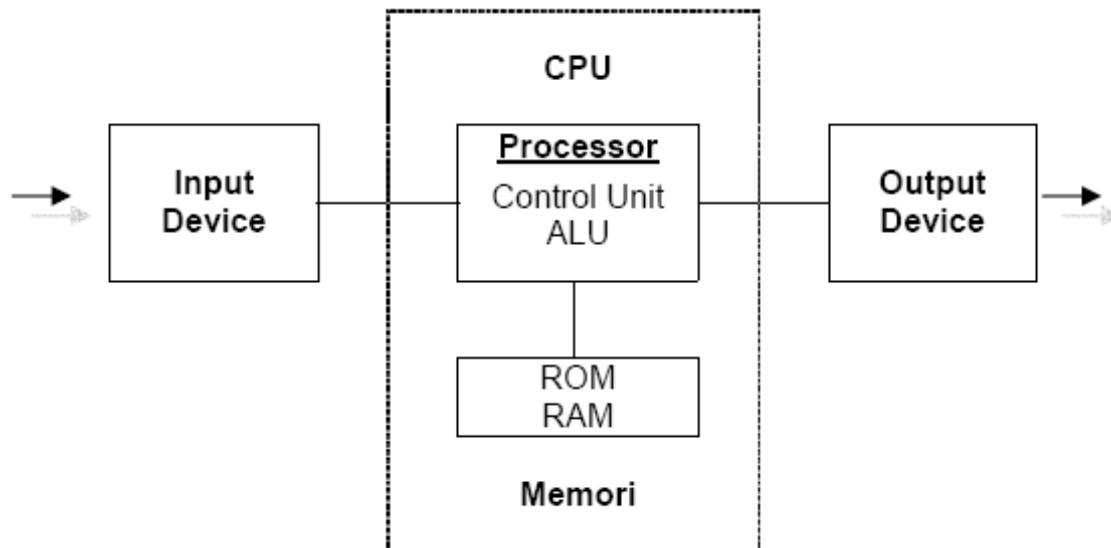 CPU
Input
Device
Processor
Control Unit
ALU
Output
Device
ROM
RAM
Memori